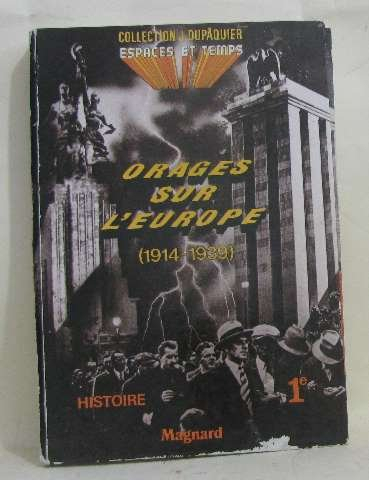 COLLECTION J. DUPÂQUIER
ESPACES ET TEMPS
ORAGES
SUR
L'EUROPE
(1914-1939)
HISTOIRE
1e
Magnard